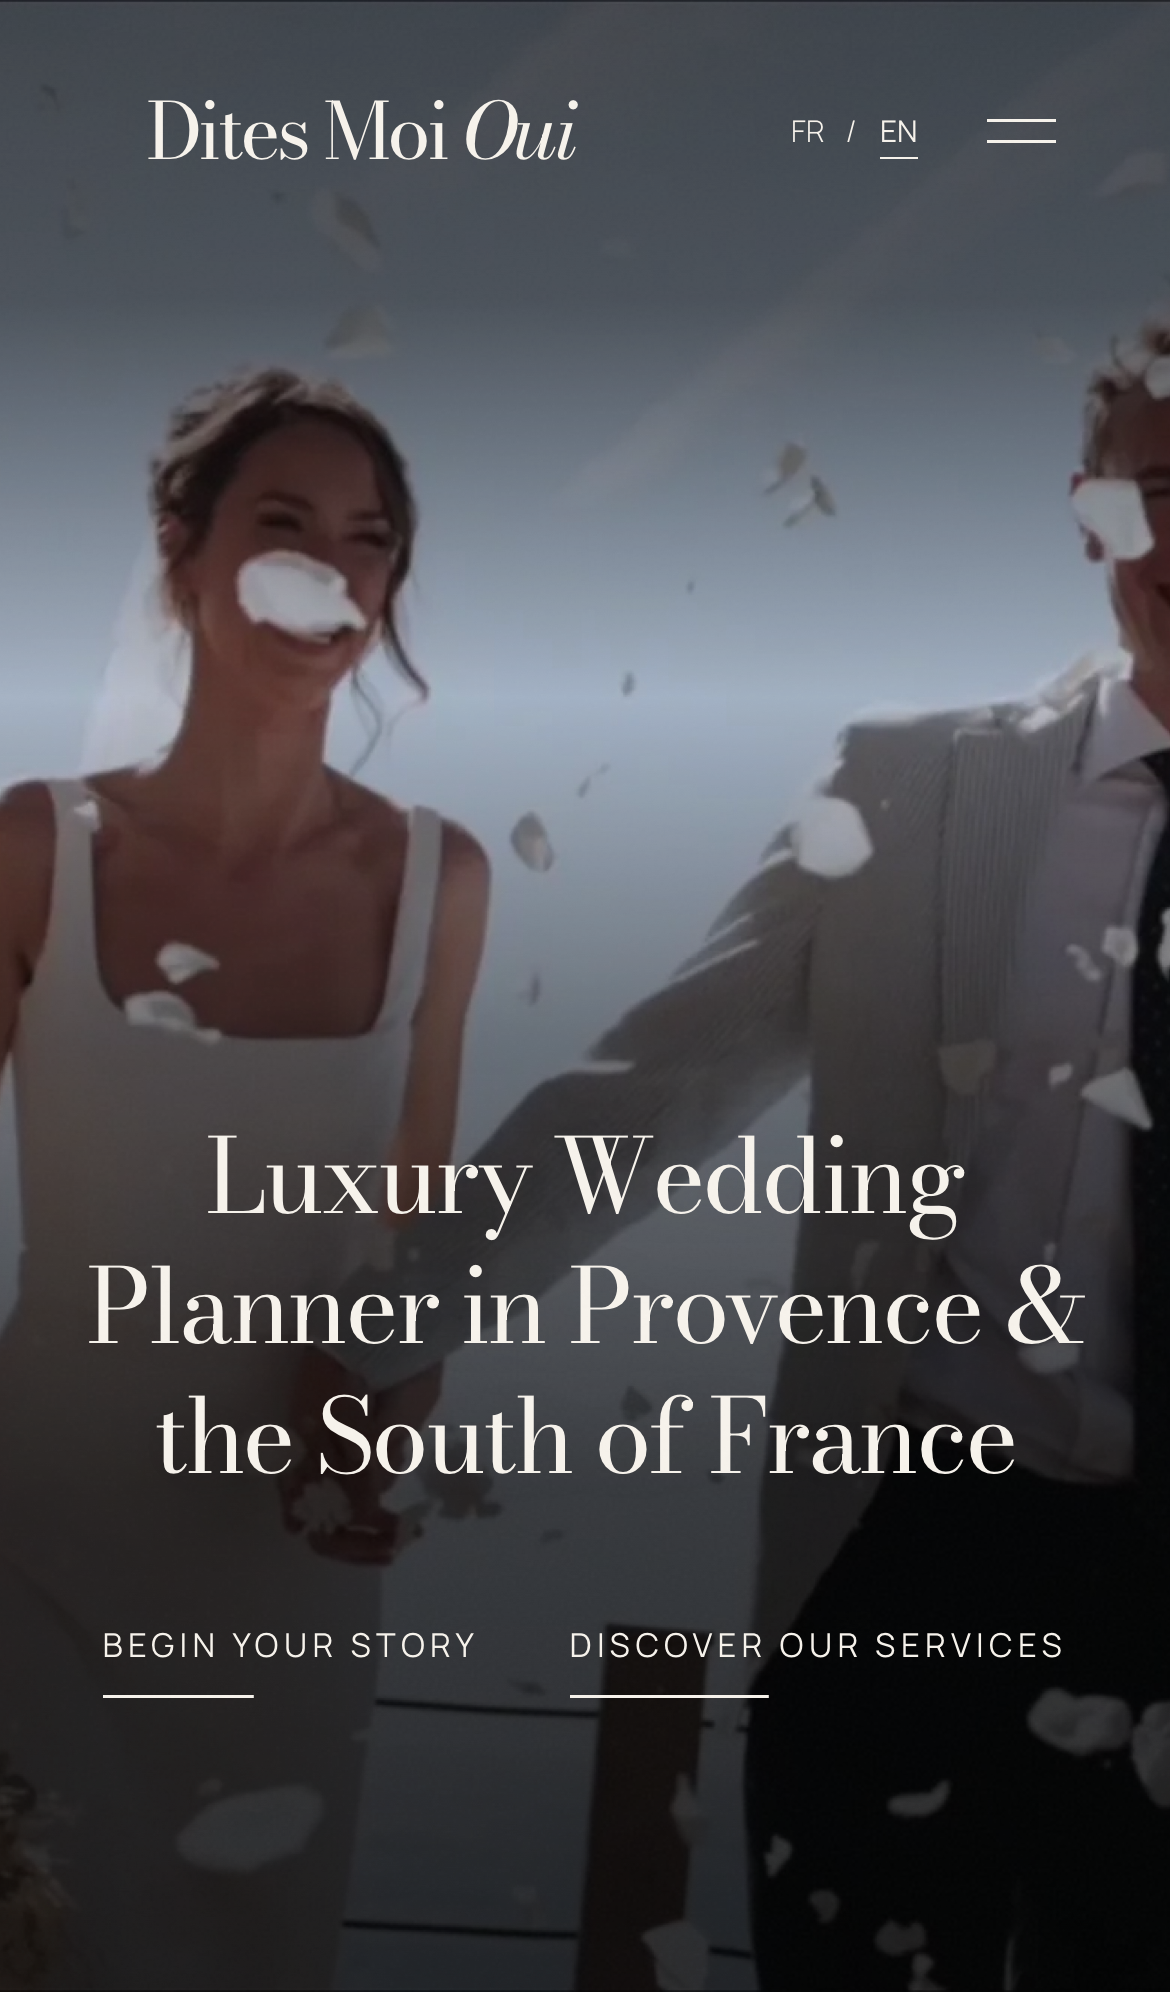 Dites Moi Oui
FR / EN
Luxury Wedding
Planner in Provence &
the South of France
BEGIN YOUR STORY
DISCOVER OUR SERVICES